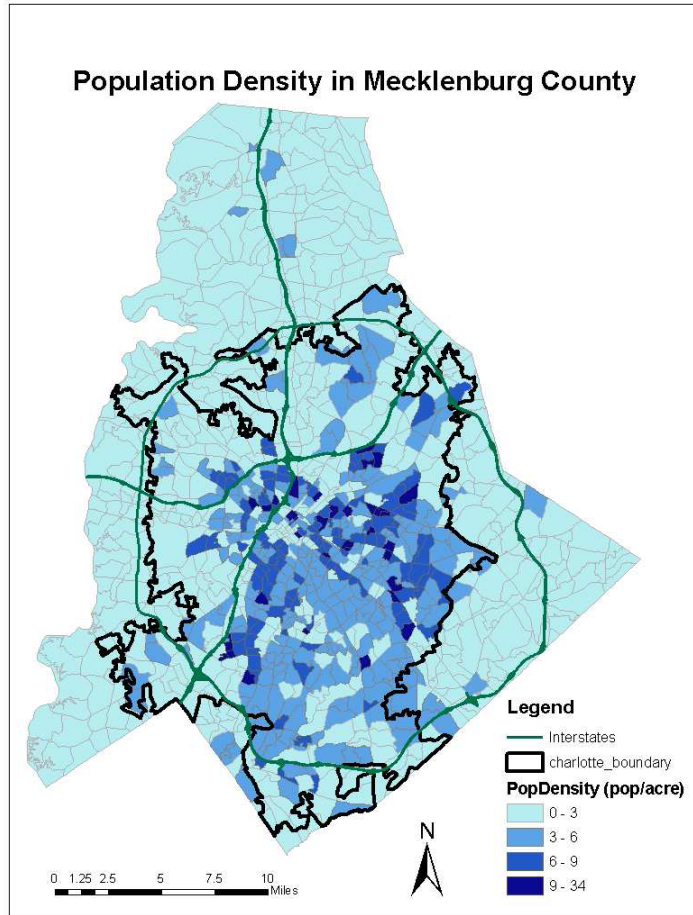 Population Density in Mecklenburg County
Legend
Interstates
charlotte_boundary
PopDensity (pop/acre)
0 - 3
3 - 6
6 - 9
9 - 34
N
0 1.25 2.5 5 7.5 10
Miles